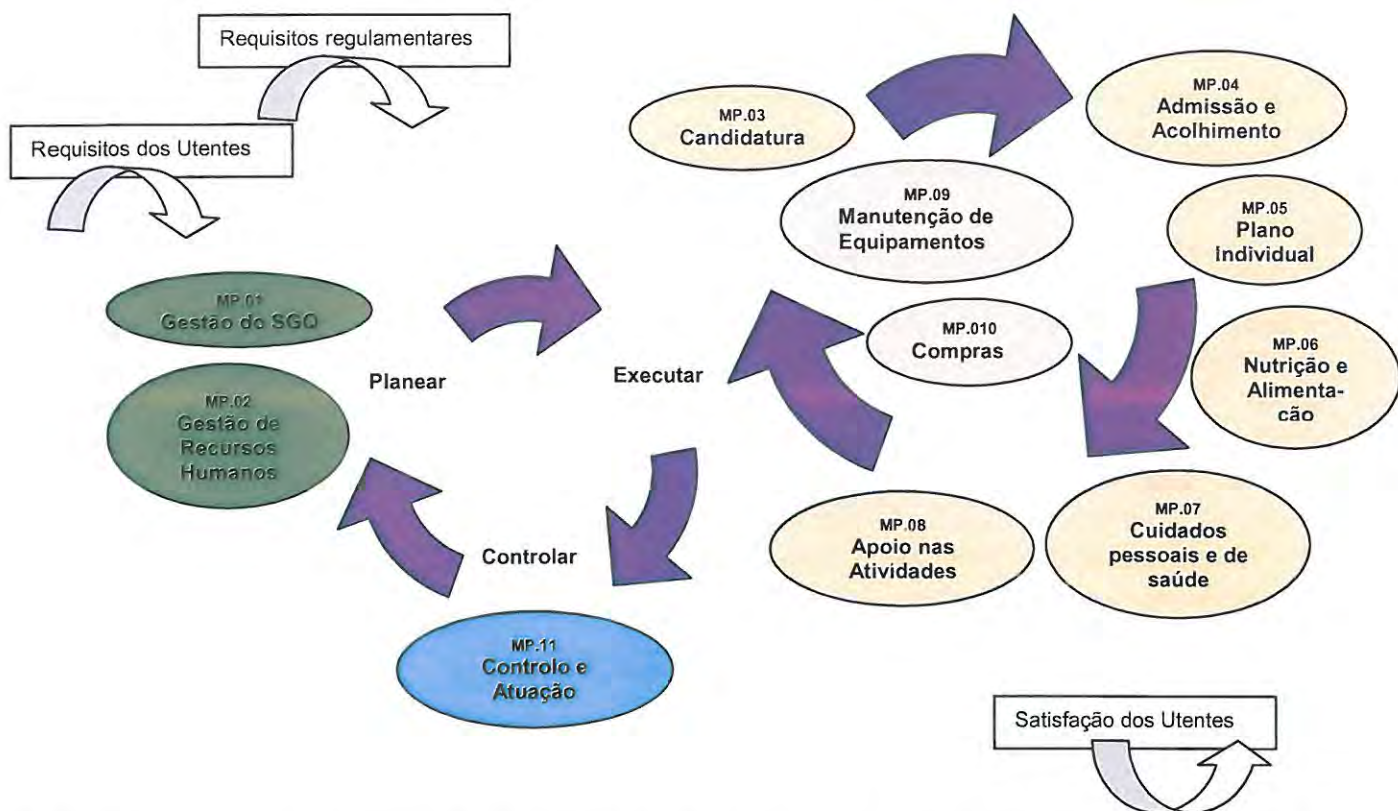 Requisitos regulamentares
Requisitos dos Utentes
MP.03
Candidatura
MP.04
Admissão e
Acolhimento
MP.09
Manutenção de
Equipamentos
MP.05
Plano
Individual
MP.01
Gestão do SGQ
MP.010
Compras
MP.06
Nutrição e
Alimenta-
cão
Planear
Executar
MP.02
Gestão de
Recursos
Humanos
MP.07
Cuidados
pessoais e de
saúde
MP.08
Apoio nas
Atividades
Controlar
MP.11
Controlo e
Atuação
Satisfação dos Utentes